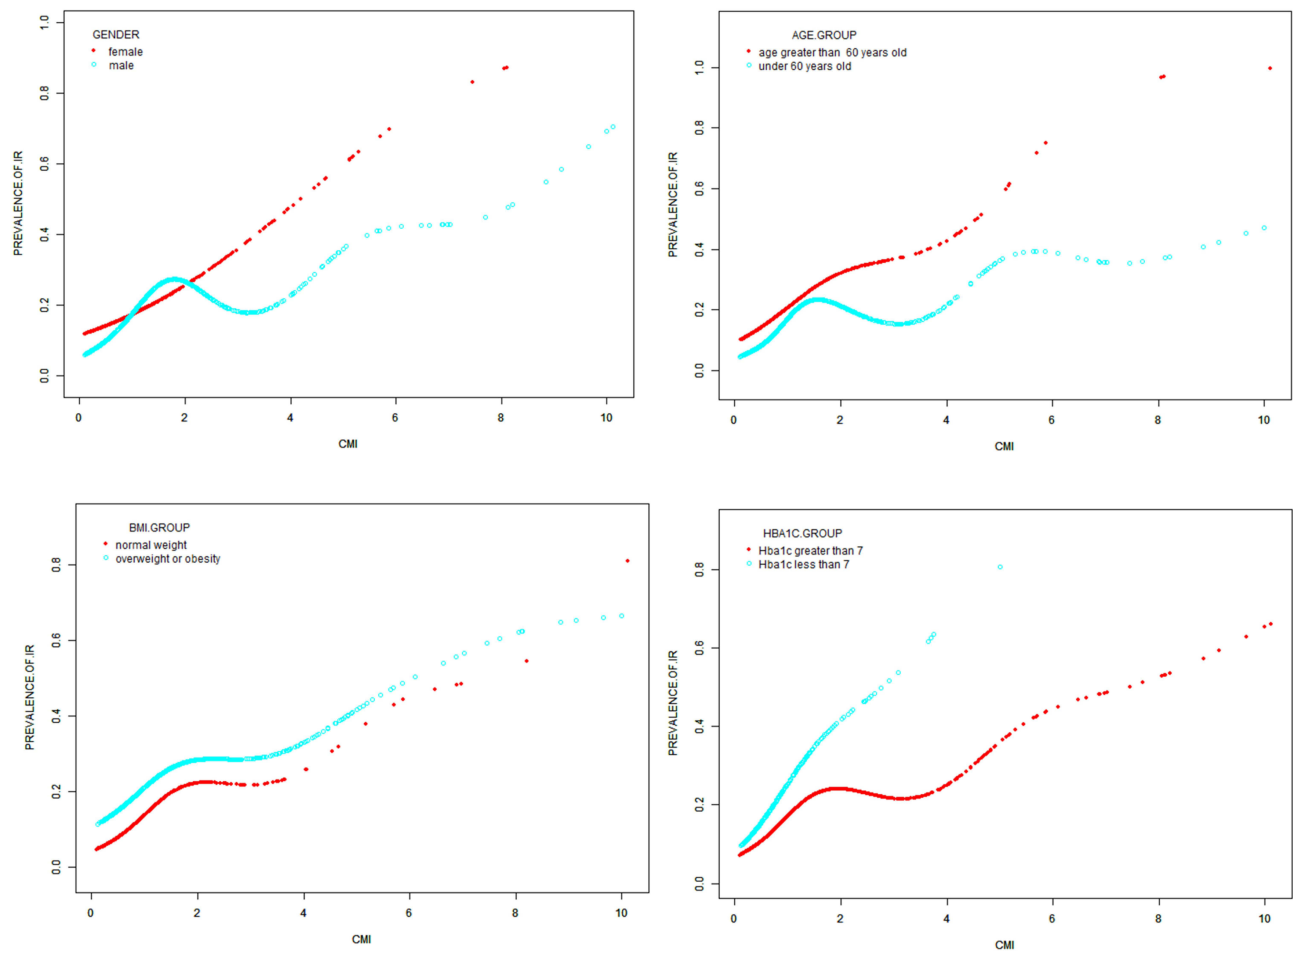 GENDER
female
male
PREVALENCE.OF.IR
1.0
0.8
0.6
0.4
0.2
0.0
0 2 4 6 8 10
CMI
AGE.GROUP
age greater than 60 years old
under 60 years old
PREVALENCE.OF.IR
1.0
0.8
0.6
0.4
0.2
0.0
0 2 4 6 8 10
CMI
BMI.GROUP
normal weight
overweight or obesity
PREVALENCE.OF.IR
0.8
0.6
0.4
0.2
0.0
0 2 4 6 8 10
CMI
HBA1C.GROUP
Hba1c greater than 7
Hba1c less than 7
PREVALENCE.OF.IR
0.8
0.6
0.4
0.2
0.0
0 2 4 6 8 10
CMI